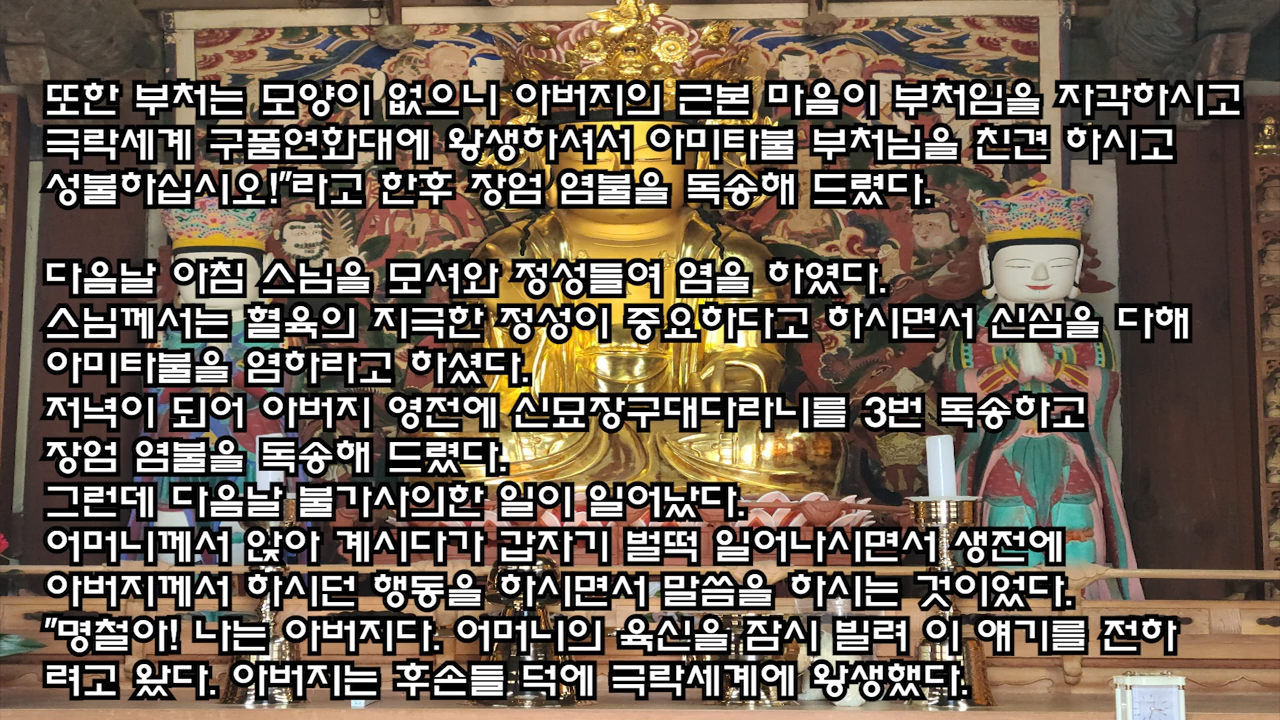 또한 부처는 모양이 없으니 아버지의 근본 마음이 부처임을 자각하시고
극락세계 구품연화대에 왕생하셔서 아미타불 부처님을 친견 하시고
성불하십시오!"라고 한후 장엄 염불을 독송해 드렸다.
다음날 아침 스님을 모셔와 정성들여 염을 하였다.
스님께서는 혈육의 지극한 정성이 중요하다고 하시면서 신심을 다해
아미타불을 염하라고 하셨다.
저녁이 되어 아버지 영전에 신묘장구대다라니를 3번 독송하고
장엄 염불을 독송해 드렸다.
그런데 다음날 불가사의한 일이 일어났다.
어머니께서 앉아 계시다가 갑자기 벌떡 일어나시면서 생전에
아버지께서 하시던 행동을 하시면서 말씀을 하시는 것이었다.
"명철아! 나는 아버지다. 어머니의 육신을 잠시 빌려 이 얘기를 전하
려고 왔다. 아버지는 후손들 덕에 극락세계에 왕생했다.